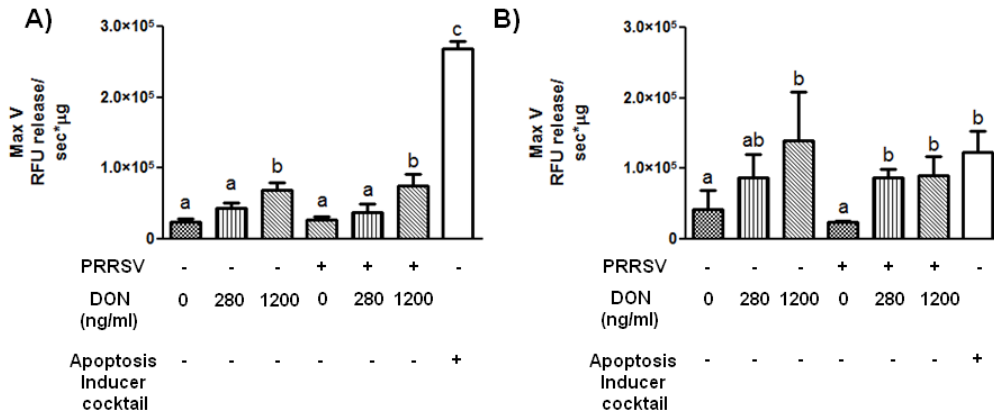 A)
Max V
RFU release/
sec*µg
3.0×10⁵
2.0×10⁵
1.0×10⁵
0
a
a
b
a
a
b
c
PRRSV - - - + + + -
DON 0 280 1200 0 280 1200
(ng/ml)
Apoptosis - - - - - - +
Inducer
cocktail
B)
Max V
RFU release/
sec*µg
3.0×10⁵
2.0×10⁵
1.0×10⁵
0
a
ab
b
a
b
b
b
PRRSV - - - + + + -
DON 0 280 1200 0 280 1200
(ng/ml)
Apoptosis - - - - - - +
Inducer
cocktail